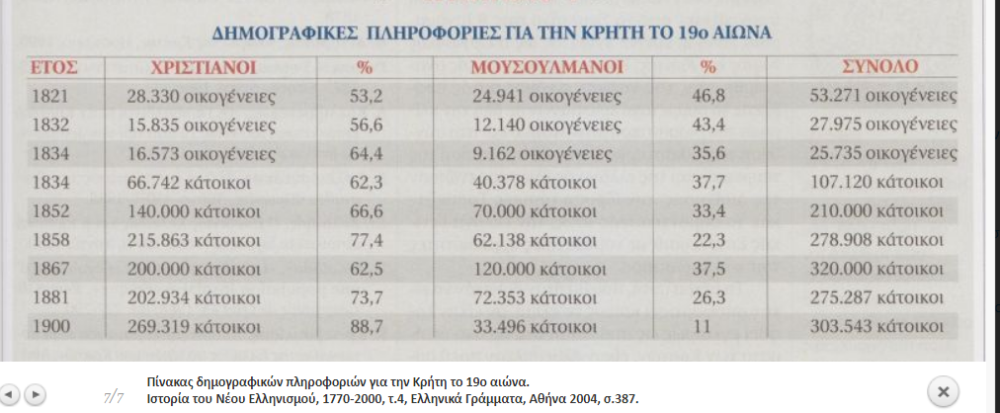 ΔΗΜΟΓΡΑΦΙΚΕΣ ΠΛΗΡΟΦΟΡΙΕΣ ΓΙΑ ΤΗΝ ΚΡΗΤΗ ΤΟ 19ο ΑΙΩΝΑ
ΕΤΟΣ ΧΡΙΣΤΙΑΝΟΙ % ΜΟΥΣΟΥΛΜΑΝΟΙ % ΣΥΝΟΛΟ
1821 28.330 οικογένειες 53,2 24.941 οικογένειες 46,8 53.271 οικογένειες
1832 15.835 οικογένειες 56,6 12.140 οικογένειες 43,4 27.975 οικογένειες
1834 16.573 οικογένειες 64,4 9.162 οικογένειες 35,6 25.735 οικογένειες
1834 66.742 κάτοικοι 62,3 40.378 κάτοικοι 37,7 107.120 κάτοικοι
1852 140.000 κάτοικοι 66,6 70.000 κάτοικοι 33,4 210.000 κάτοικοι
1858 215.863 κάτοικοι 77,4 62.138 κάτοικοι 22,3 278.908 κάτοικοι
1867 200.000 κάτοικοι 62,5 120.000 κάτοικοι 37,5 320.000 κάτοικοι
1881 202.934 κάτοικοι 73,7 72.353 κάτοικοι 26,3 275.287 κάτοικοι
1900 269.319 κάτοικοι 88,7 33.496 κάτοικοι 11 303.543 κάτοικοι
7/7
Πίνακας δημογραφικών πληροφοριών για την Κρήτη το 19ο αιώνα.
Ιστορία του Νέου Ελληνισμού, 1770-2000, τ.4, Ελληνικά Γράμματα, Αθήνα 2004, σ.387.